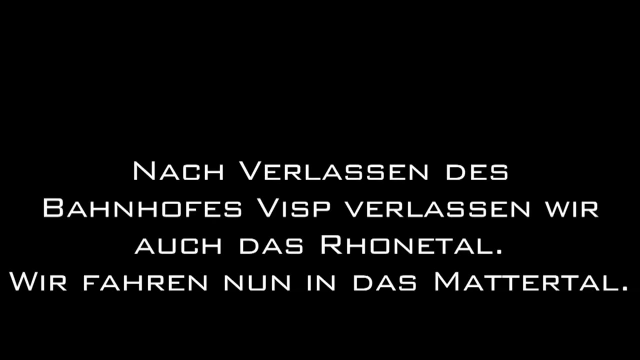 Nach Verlassen des
Bahnhofes Visp verlassen wir
auch das Rhonetal.
Wir fahren nun in das Mattertal.